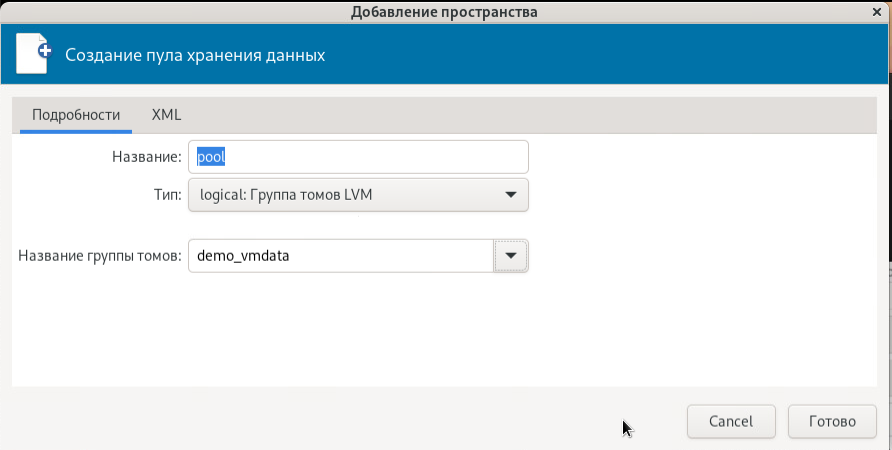 Добавление пространства
Создание пула хранения данных
Подробности XML
Название: pool
Тип: logical: Группа томов LVM
Название группы томов: demo_vmdata
Cancel Готово